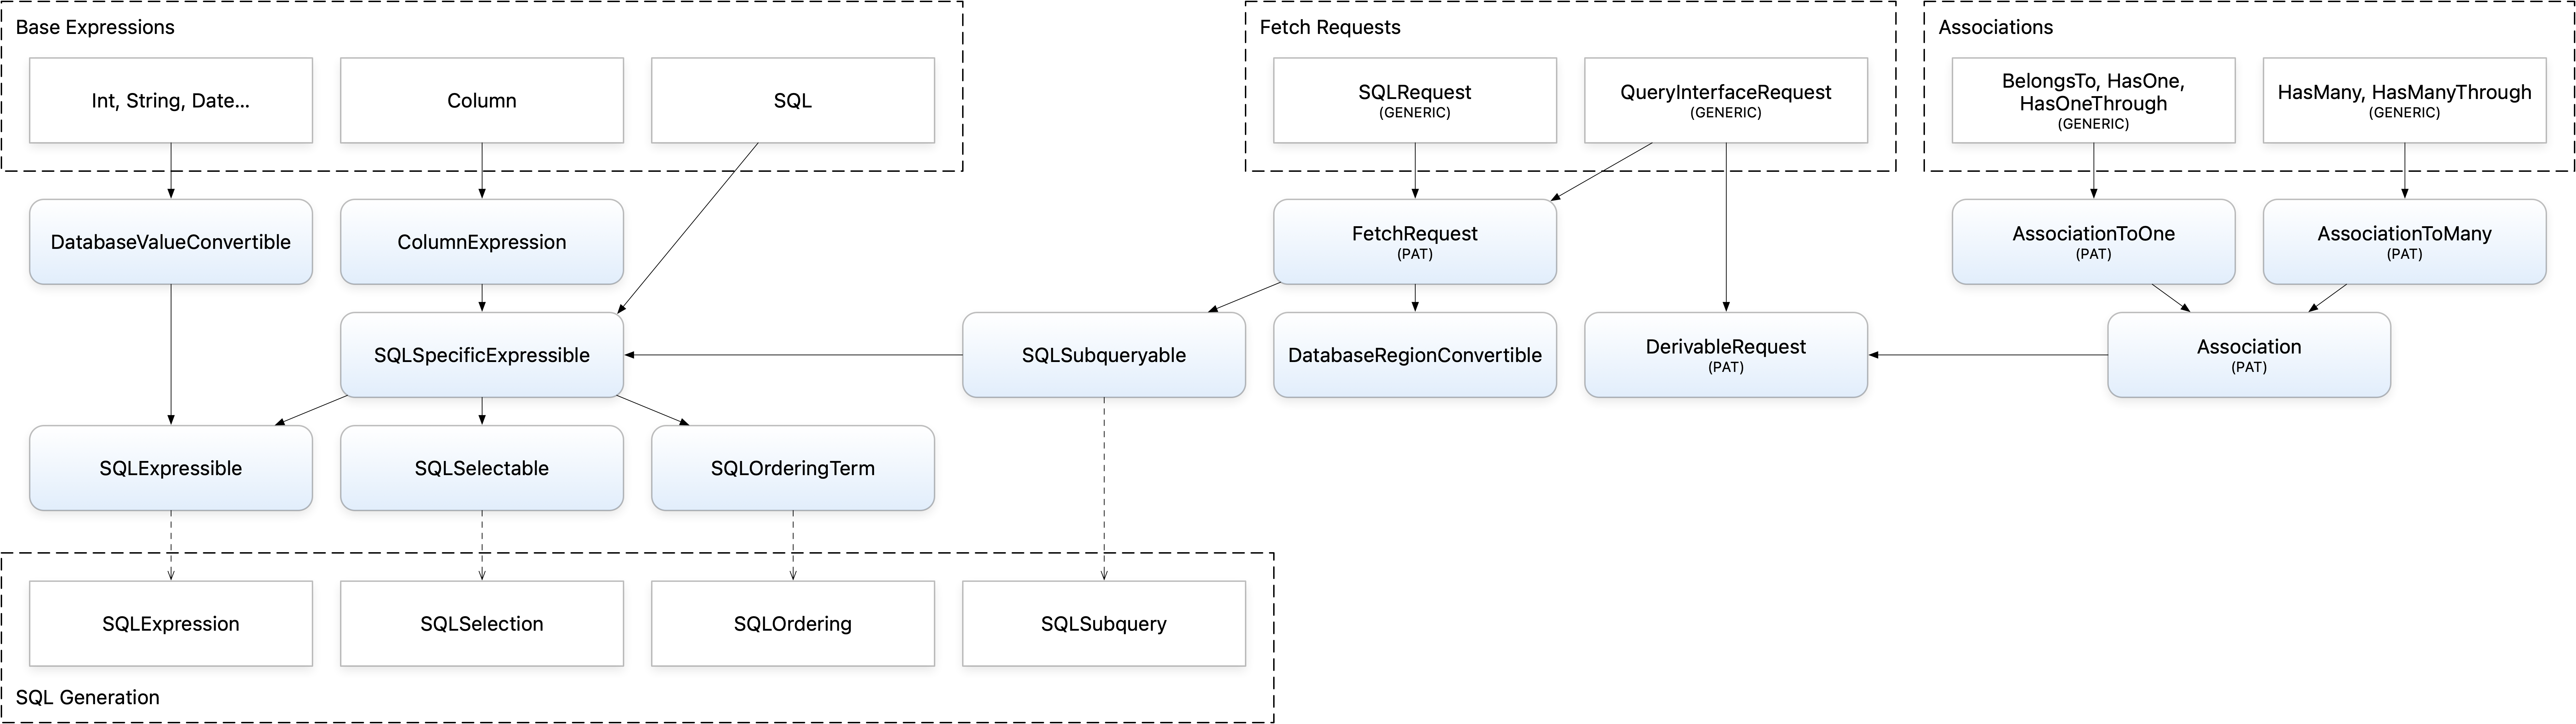 Base Expressions
Int, String, Date...
Column
SQL
Fetch Requests
SQLRequest
(GENERIC)
QueryInterfaceRequest
(GENERIC)
Associations
BelongsTo, HasOne,
HasOneThrough
(GENERIC)
HasMany, HasManyThrough
(GENERIC)
DatabaseValueConvertible
ColumnExpression
FetchRequest
(PAT)
AssociationToOne
(PAT)
AssociationToMany
(PAT)
SQLSpecificExpressible
SQLSubqueryable
DatabaseRegionConvertible
DerivableRequest
(PAT)
Association
(PAT)
SQLExpressible
SQLSelectable
SQLOrderingTerm
SQLExpression
SQLSelection
SQLOrdering
SQLSubquery
SQL Generation